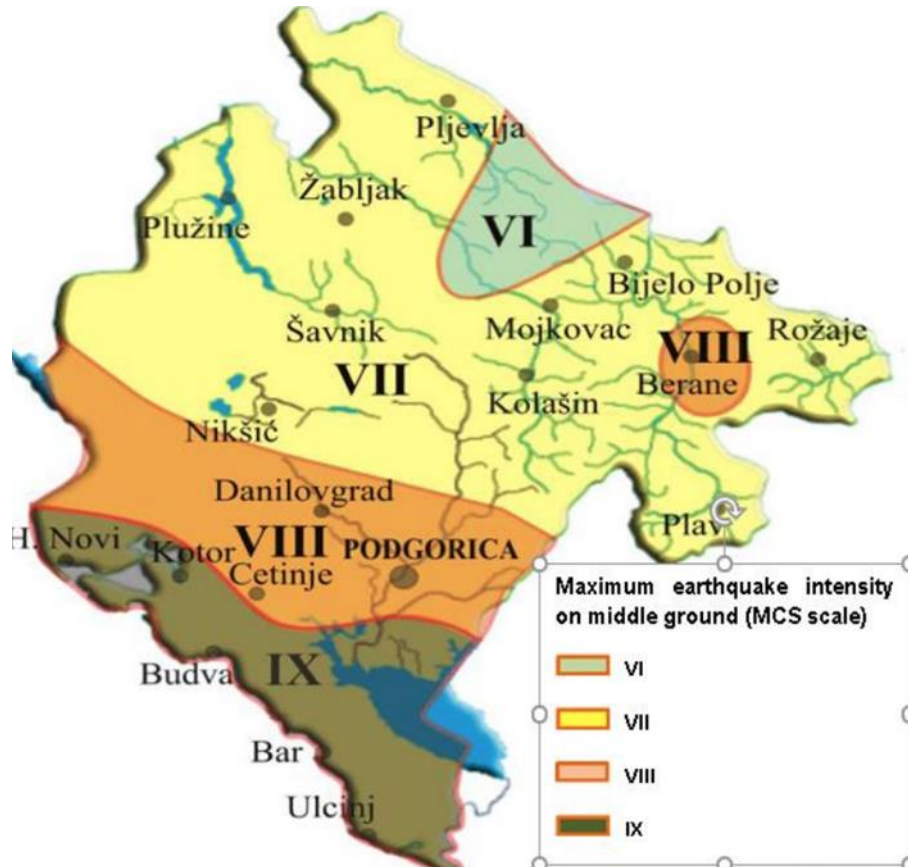 Pljevlja
Žabljak
VI
Plužine
Bijelo Polje
Šavnik
Mojkovac
VIII
Rožaje
VII
Berane
Kolašin
Nikšić
Danilovgrad
Plav
H. Novi
Kotor
VIII
PODGORICA
Cetinje
IX
Budva
Bar
Ulcinj
Maximum earthquake intensity
on middle ground (MCS scale)
VI
VII
VIII
IX